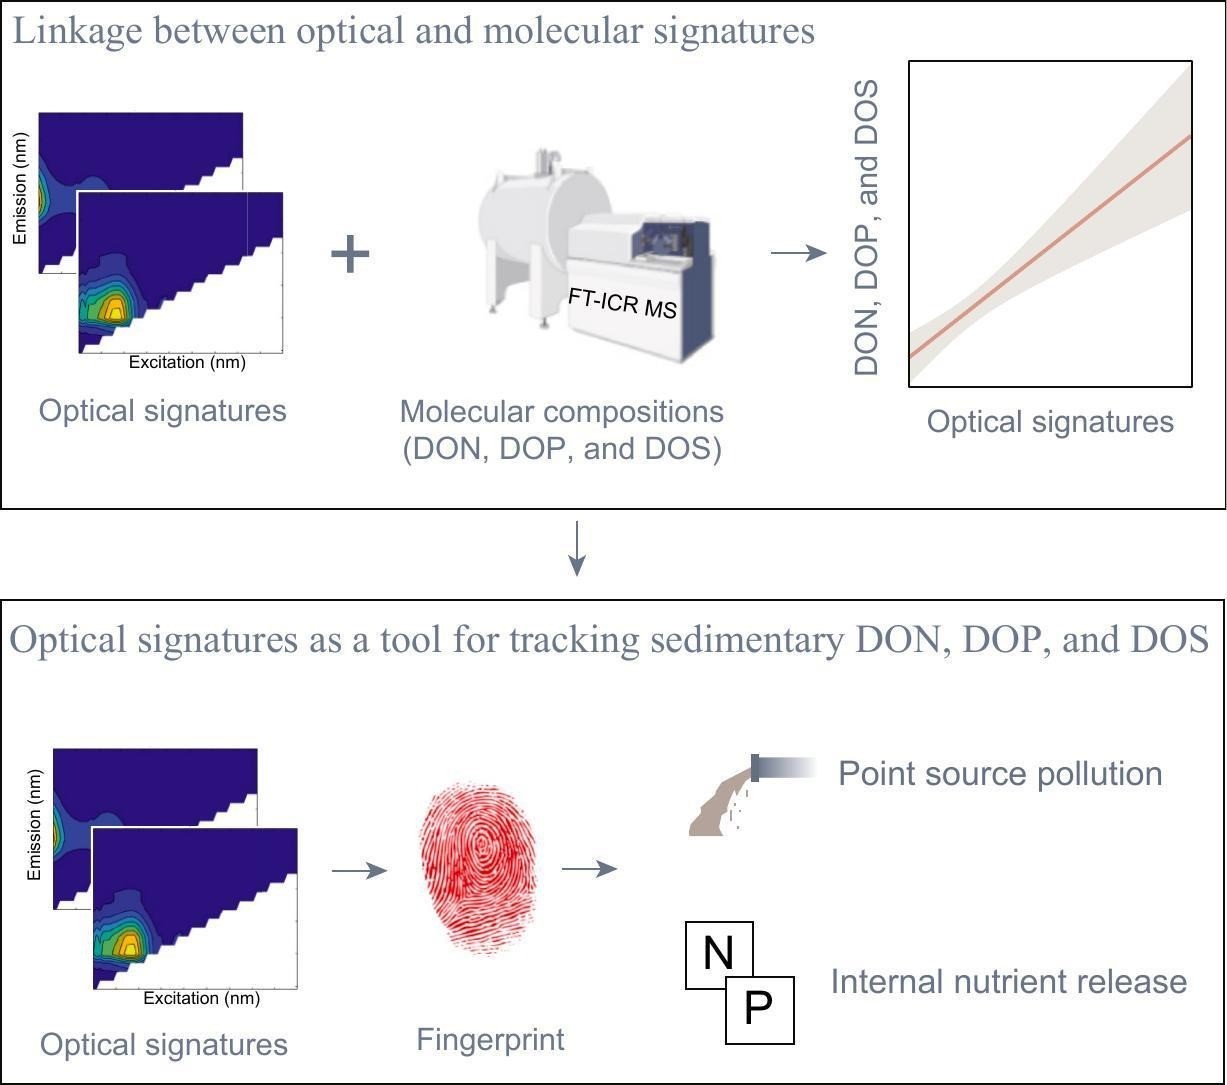 Linkage between optical and molecular signatures
Emission (nm)
Excitation (nm)
Optical signatures
+
FT-ICR MS
Molecular compositions
(DON, DOP, and DOS)
DON, DOP, and DOS
Optical signatures
Optical signatures as a tool for tracking sedimentary DON, DOP, and DOS
Emission (nm)
Excitation (nm)
Optical signatures
Fingerprint
Point source pollution
N
P
Internal nutrient release